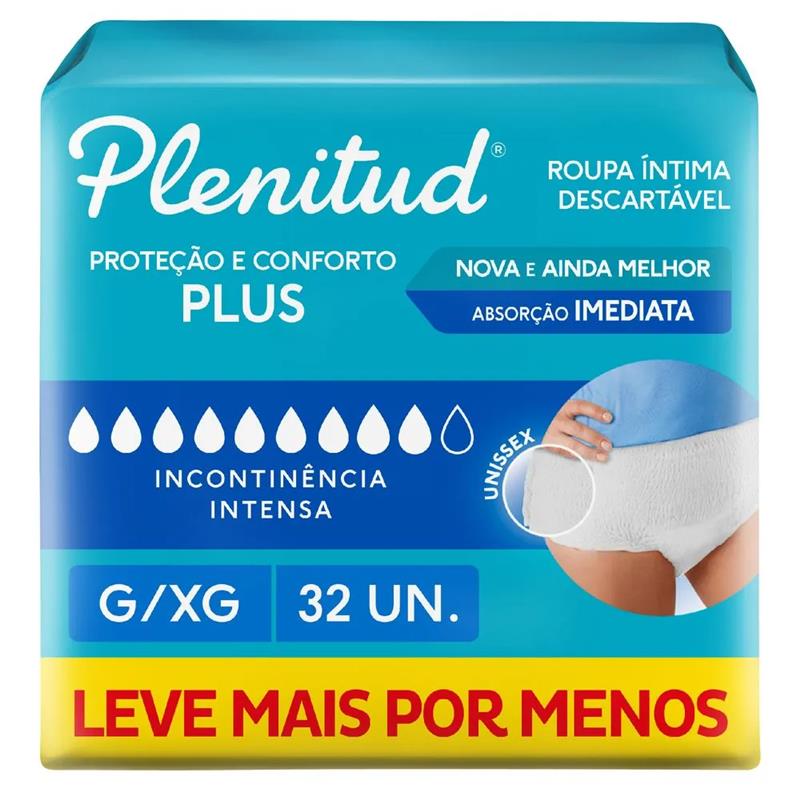 Plenitud®
ROUPA ÍNTIMA
DESCARTÁVEL
PROTEÇÃO E CONFORTO
PLUS
NOVA E AINDA MELHOR
ABSORÇÃO IMEDIATA
UNISSEX
INCONTINÊNCIA
INTENSA
G/XG
32 UN.
LEVE MAIS POR MENOS